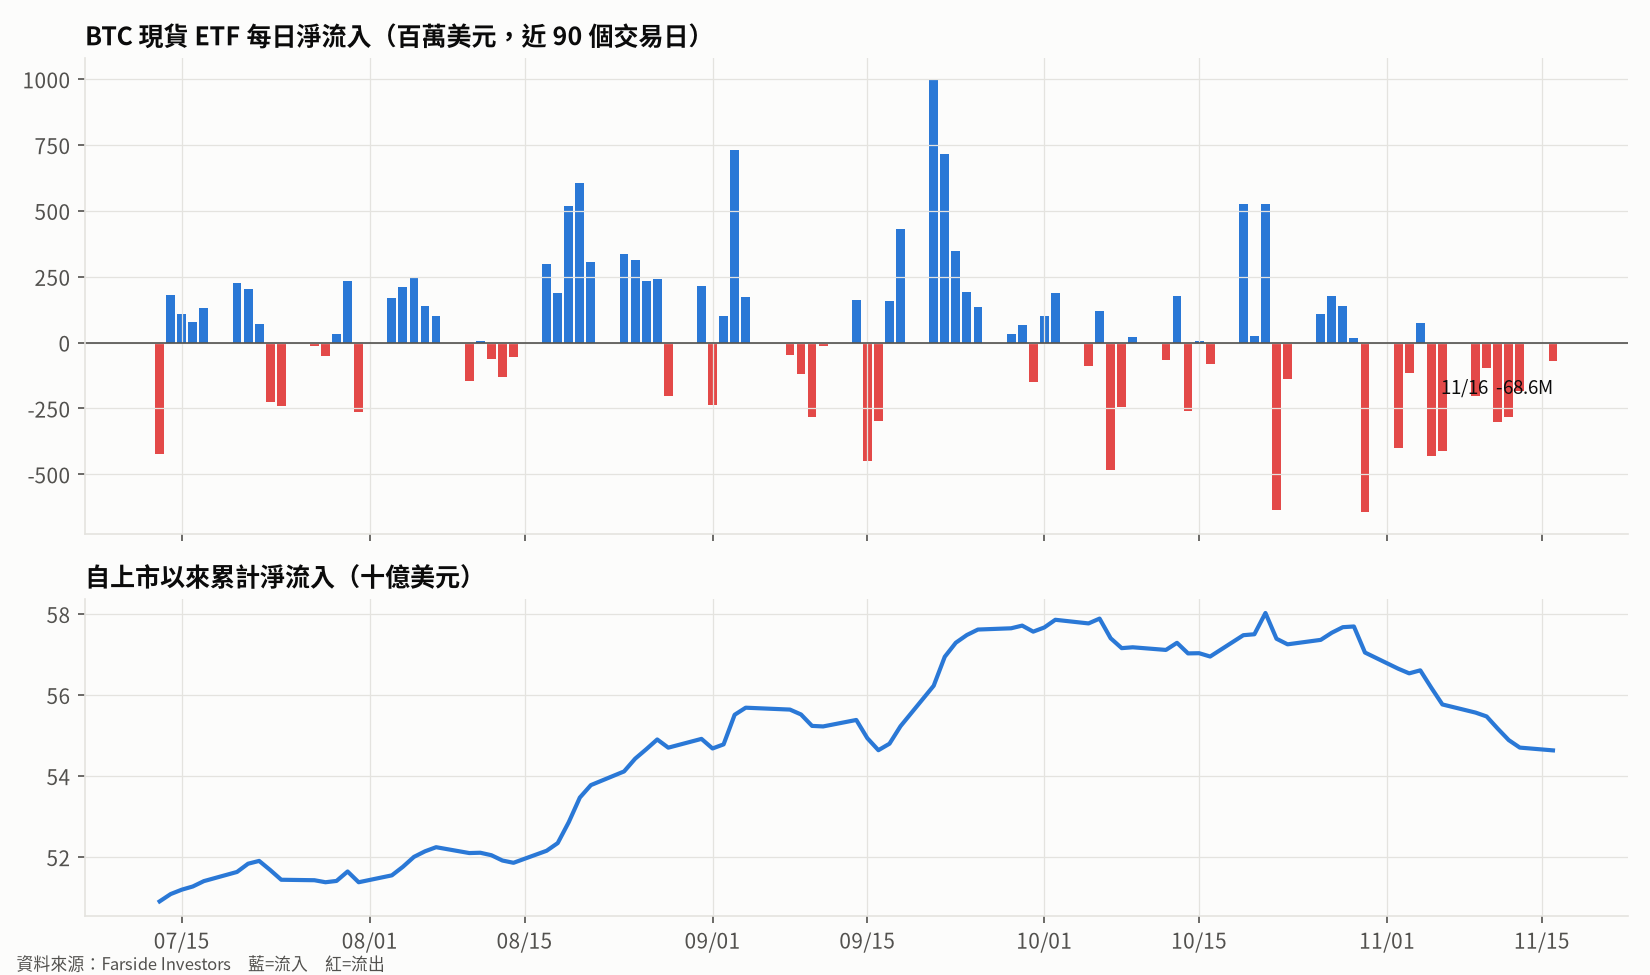 BTC 現貨 ETF 每日淨流入（百萬美元，近 90 個交易日）
1000
750
500
250
0
-250
-500
11/16 -68.6M
自上市以來累計淨流入（十億美元）
58
56
54
52
07/15 08/01 08/15 09/01 09/15 10/01 10/15 11/01 11/15
資料來源：Farside Investors 藍=流入 紅=流出